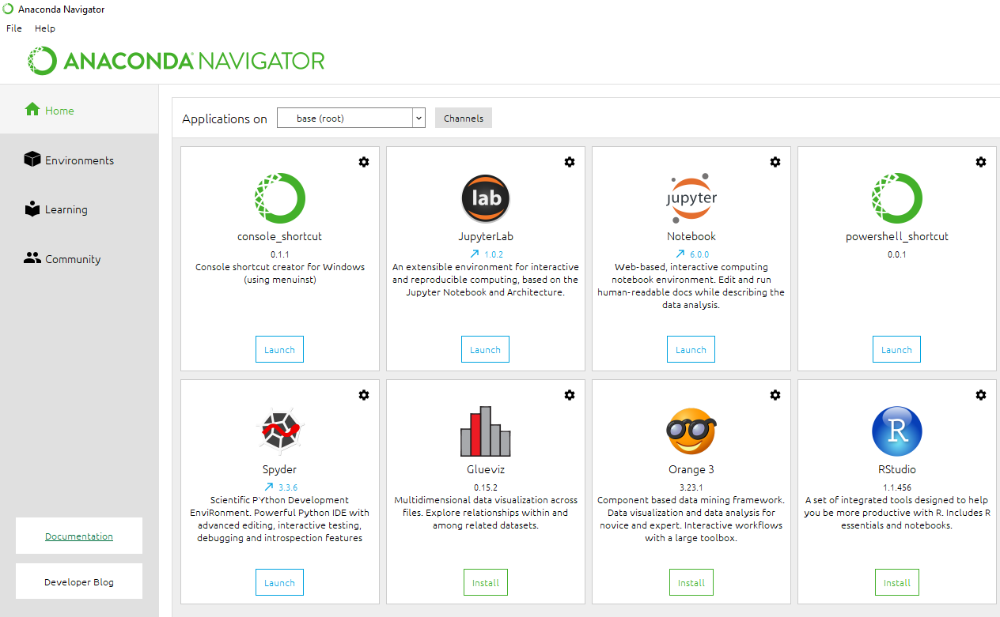 Anaconda Navigator
File Help
ANACONDA NAVIGATOR
Home
Environments
Learning
Community
Documentation
Developer Blog
Applications on base (root) Channels
console_shortcut
0.1.1
Console shortcut creator for Windows
(using menuinst)
Launch
lab
JupyterLab
1.0.2
An extensible environment for interactive
and reproducible computing, based on the
Jupyter Notebook and Architecture.
Launch
jupyter
Notebook
6.0.0
Web-based, interactive computing
notebook environment. Edit and run
human-readable docs while describing the
data analysis.
Launch
powershell_shortcut
0.0.1
Launch
Spyder
3.3.6
Scientific PYthon Development
EnviRonment. Powerful Python IDE with
advanced editing, interactive testing,
debugging and introspection features
Launch
Glueviz
0.15.2
Multidimensional data visualization across
files. Explore relationships within and
among related datasets.
Install
Orange 3
3.23.1
Component based data mining framework.
Data visualization and data analysis for
novice and expert. Interactive workflows
with a large toolbox.
Install
R
RStudio
1.1.456
A set of integrated tools designed to help
you be more productive with R. Includes R
essentials and notebooks.
Install